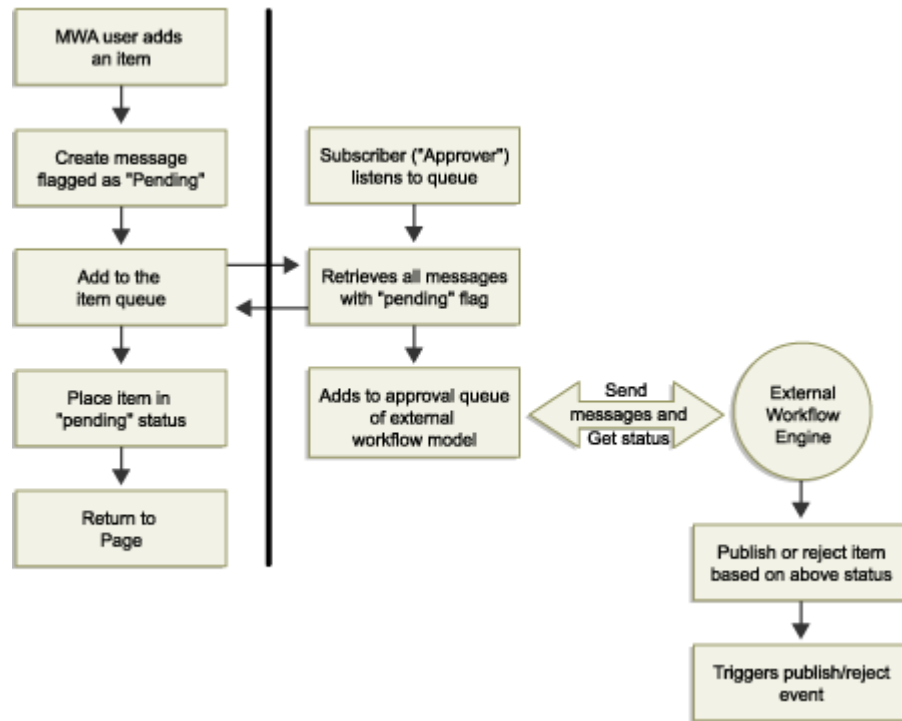 MWA user adds
an item
Create message
flagged as "Pending"
Add to the
item queue
Place item in
"pending" status
Return to
Page
Subscriber ("Approver")
listens to queue
Retrieves all messages
with "pending" flag
Adds to approval queue
of external
workflow model
Send
messages and
Get status
External
Workflow
Engine
Publish or reject item
based on above status
Triggers publish/reject
event